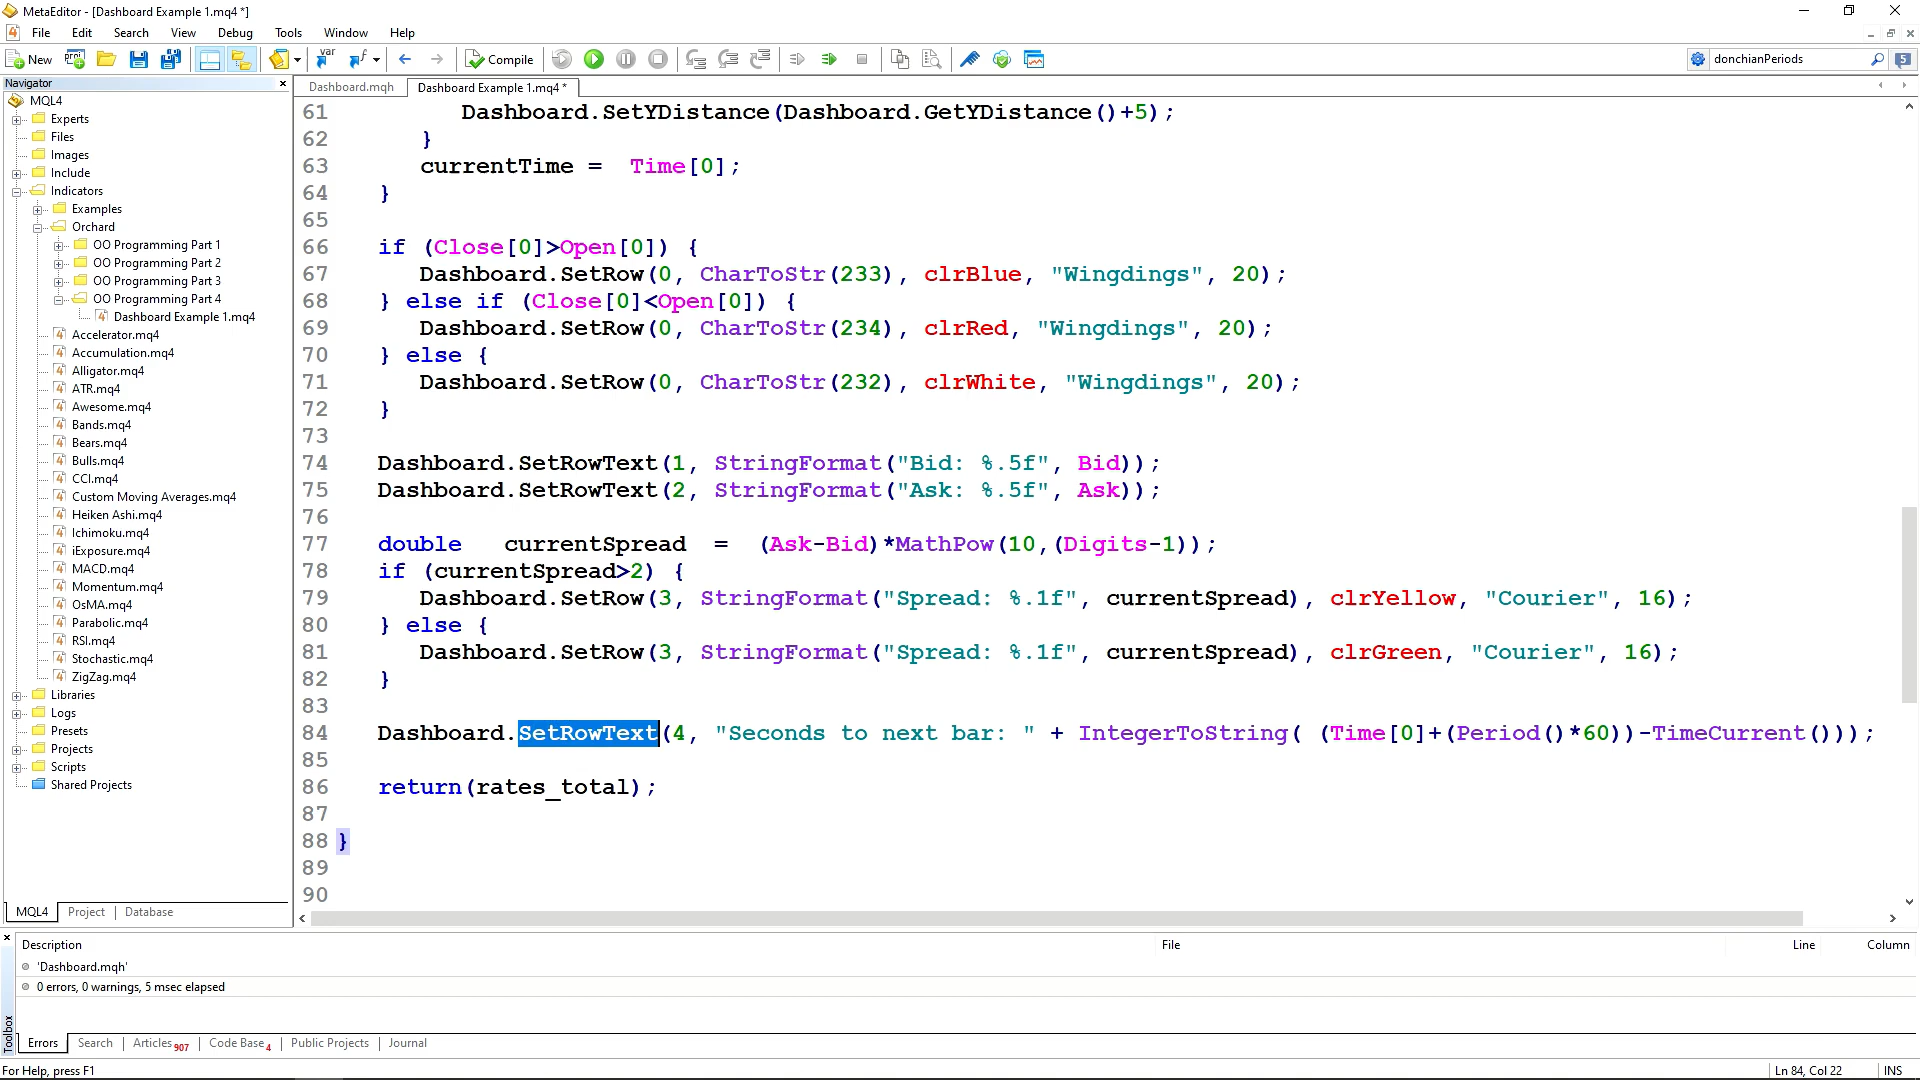 MetaEditor - [Dashboard Example 1.mq4 *]
File Edit Search View Debug Tools Window Help
New Compile donchianPeriods 5
Navigator
MQL4
Experts
Files
Images
Include
Indicators
Examples
Orchard
OO Programming Part 1
OO Programming Part 2
OO Programming Part 3
OO Programming Part 4
Dashboard Example 1.mq4
Accelerator.mq4
Accumulation.mq4
Alligator.mq4
ATR.mq4
Awesome.mq4
Bands.mq4
Bears.mq4
Bulls.mq4
CCI.mq4
Custom Moving Averages.mq4
Heiken Ashi.mq4
Ichimoku.mq4
iExposure.mq4
MACD.mq4
Momentum.mq4
OsMA.mq4
Parabolic.mq4
RSI.mq4
Stochastic.mq4
ZigZag.mq4
Libraries
Logs
Presets
Projects
Scripts
Shared Projects
MQL4 Project Database
Dashboard.mqh Dashboard Example 1.mq4 *
61 Dashboard.SetYDistance(Dashboard.GetYDistance()+5);
62 }
63 currentTime = Time[0];
64 }
65
66 if (Close[0]>Open[0]) {
67 Dashboard.SetRow(0, CharToStr(233), clrBlue, "Wingdings", 20);
68 } else if (Close[0]<Open[0]) {
69 Dashboard.SetRow(0, CharToStr(234), clrRed, "Wingdings", 20);
70 } else {
71 Dashboard.SetRow(0, CharToStr(232), clrWhite, "Wingdings", 20);
72 }
73
74 Dashboard.SetRowText(1, StringFormat("Bid: %.5f", Bid));
75 Dashboard.SetRowText(2, StringFormat("Ask: %.5f", Ask));
76
77 double currentSpread = (Ask-Bid)*MathPow(10,(Digits-1));
78 if (currentSpread>2) {
79 Dashboard.SetRow(3, StringFormat("Spread: %.1f", currentSpread), clrYellow, "Courier", 16);
80 } else {
81 Dashboard.SetRow(3, StringFormat("Spread: %.1f", currentSpread), clrGreen, "Courier", 16);
82 }
83
84 Dashboard.SetRowText(4, "Seconds to next bar: " + IntegerToString( (Time[0]+(Period()*60))-TimeCurrent()));
85
86 return(rates_total);
87
88 }
89
90
Description File Line Column
'Dashboard.mqh'
0 errors, 0 warnings, 5 msec elapsed
Toolbox
Errors Search Articles 907 Code Base 4 Public Projects Journal
For Help, press F1 Ln 84, Col 22 INS